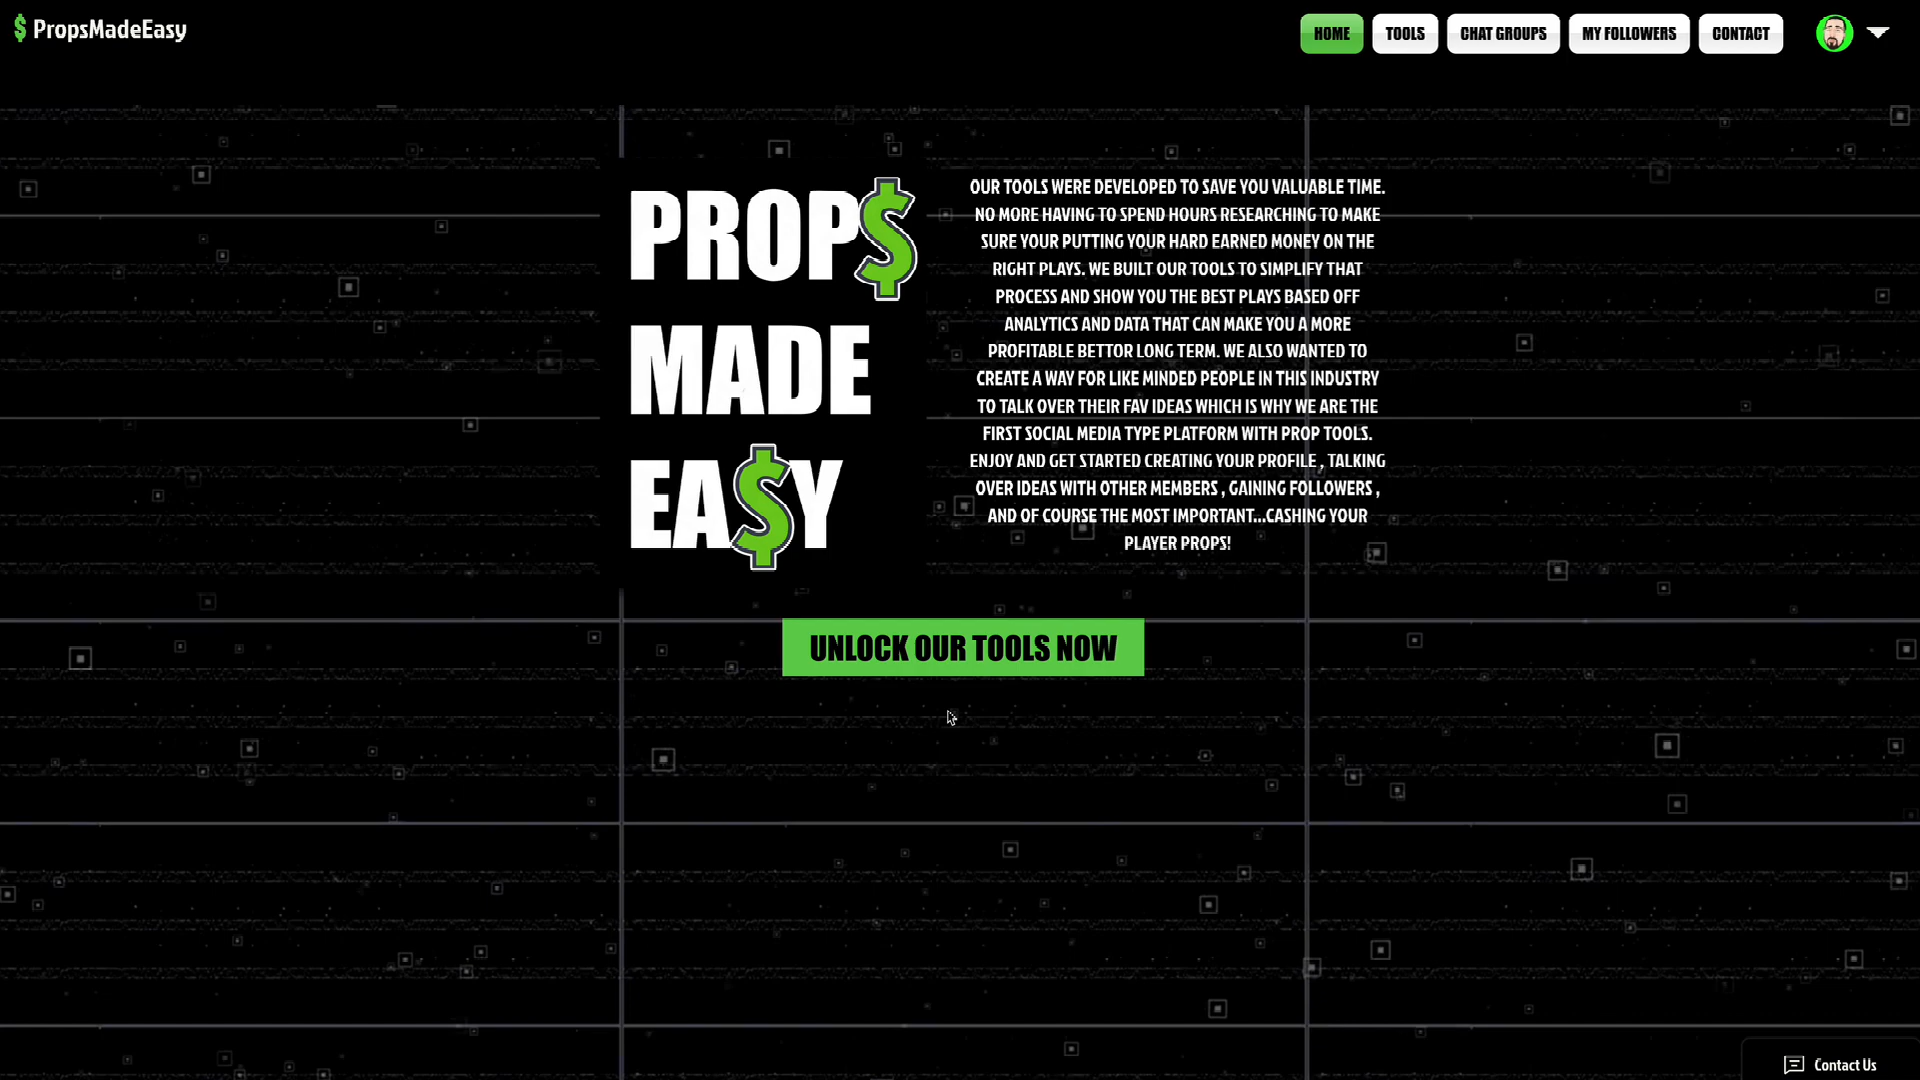 $ PropsMadeEasy
HOME
TOOLS
CHAT GROUPS
MY FOLLOWERS
CONTACT
PROP$
MADE
EA$Y
OUR TOOLS WERE DEVELOPED TO SAVE YOU VALUABLE TIME.
NO MORE HAVING TO SPEND HOURS RESEARCHING TO MAKE
SURE YOUR PUTTING YOUR HARD EARNED MONEY ON THE
RIGHT PLAYS. WE BUILT OUR TOOLS TO SIMPLIFY THAT
PROCESS AND SHOW YOU THE BEST PLAYS BASED OFF
ANALYTICS AND DATA THAT CAN MAKE YOU A MORE
PROFITABLE BETTOR LONG TERM. WE ALSO WANTED TO
CREATE A WAY FOR LIKE MINDED PEOPLE IN THIS INDUSTRY
TO TALK OVER THEIR FAV IDEAS WHICH IS WHY WE ARE THE
FIRST SOCIAL MEDIA TYPE PLATFORM WITH PROP TOOLS.
ENJOY AND GET STARTED CREATING YOUR PROFILE , TALKING
OVER IDEAS WITH OTHER MEMBERS , GAINING FOLLOWERS ,
AND OF COURSE THE MOST IMPORTANT...CASHING YOUR
PLAYER PROPS!
UNLOCK OUR TOOLS NOW
Contact Us